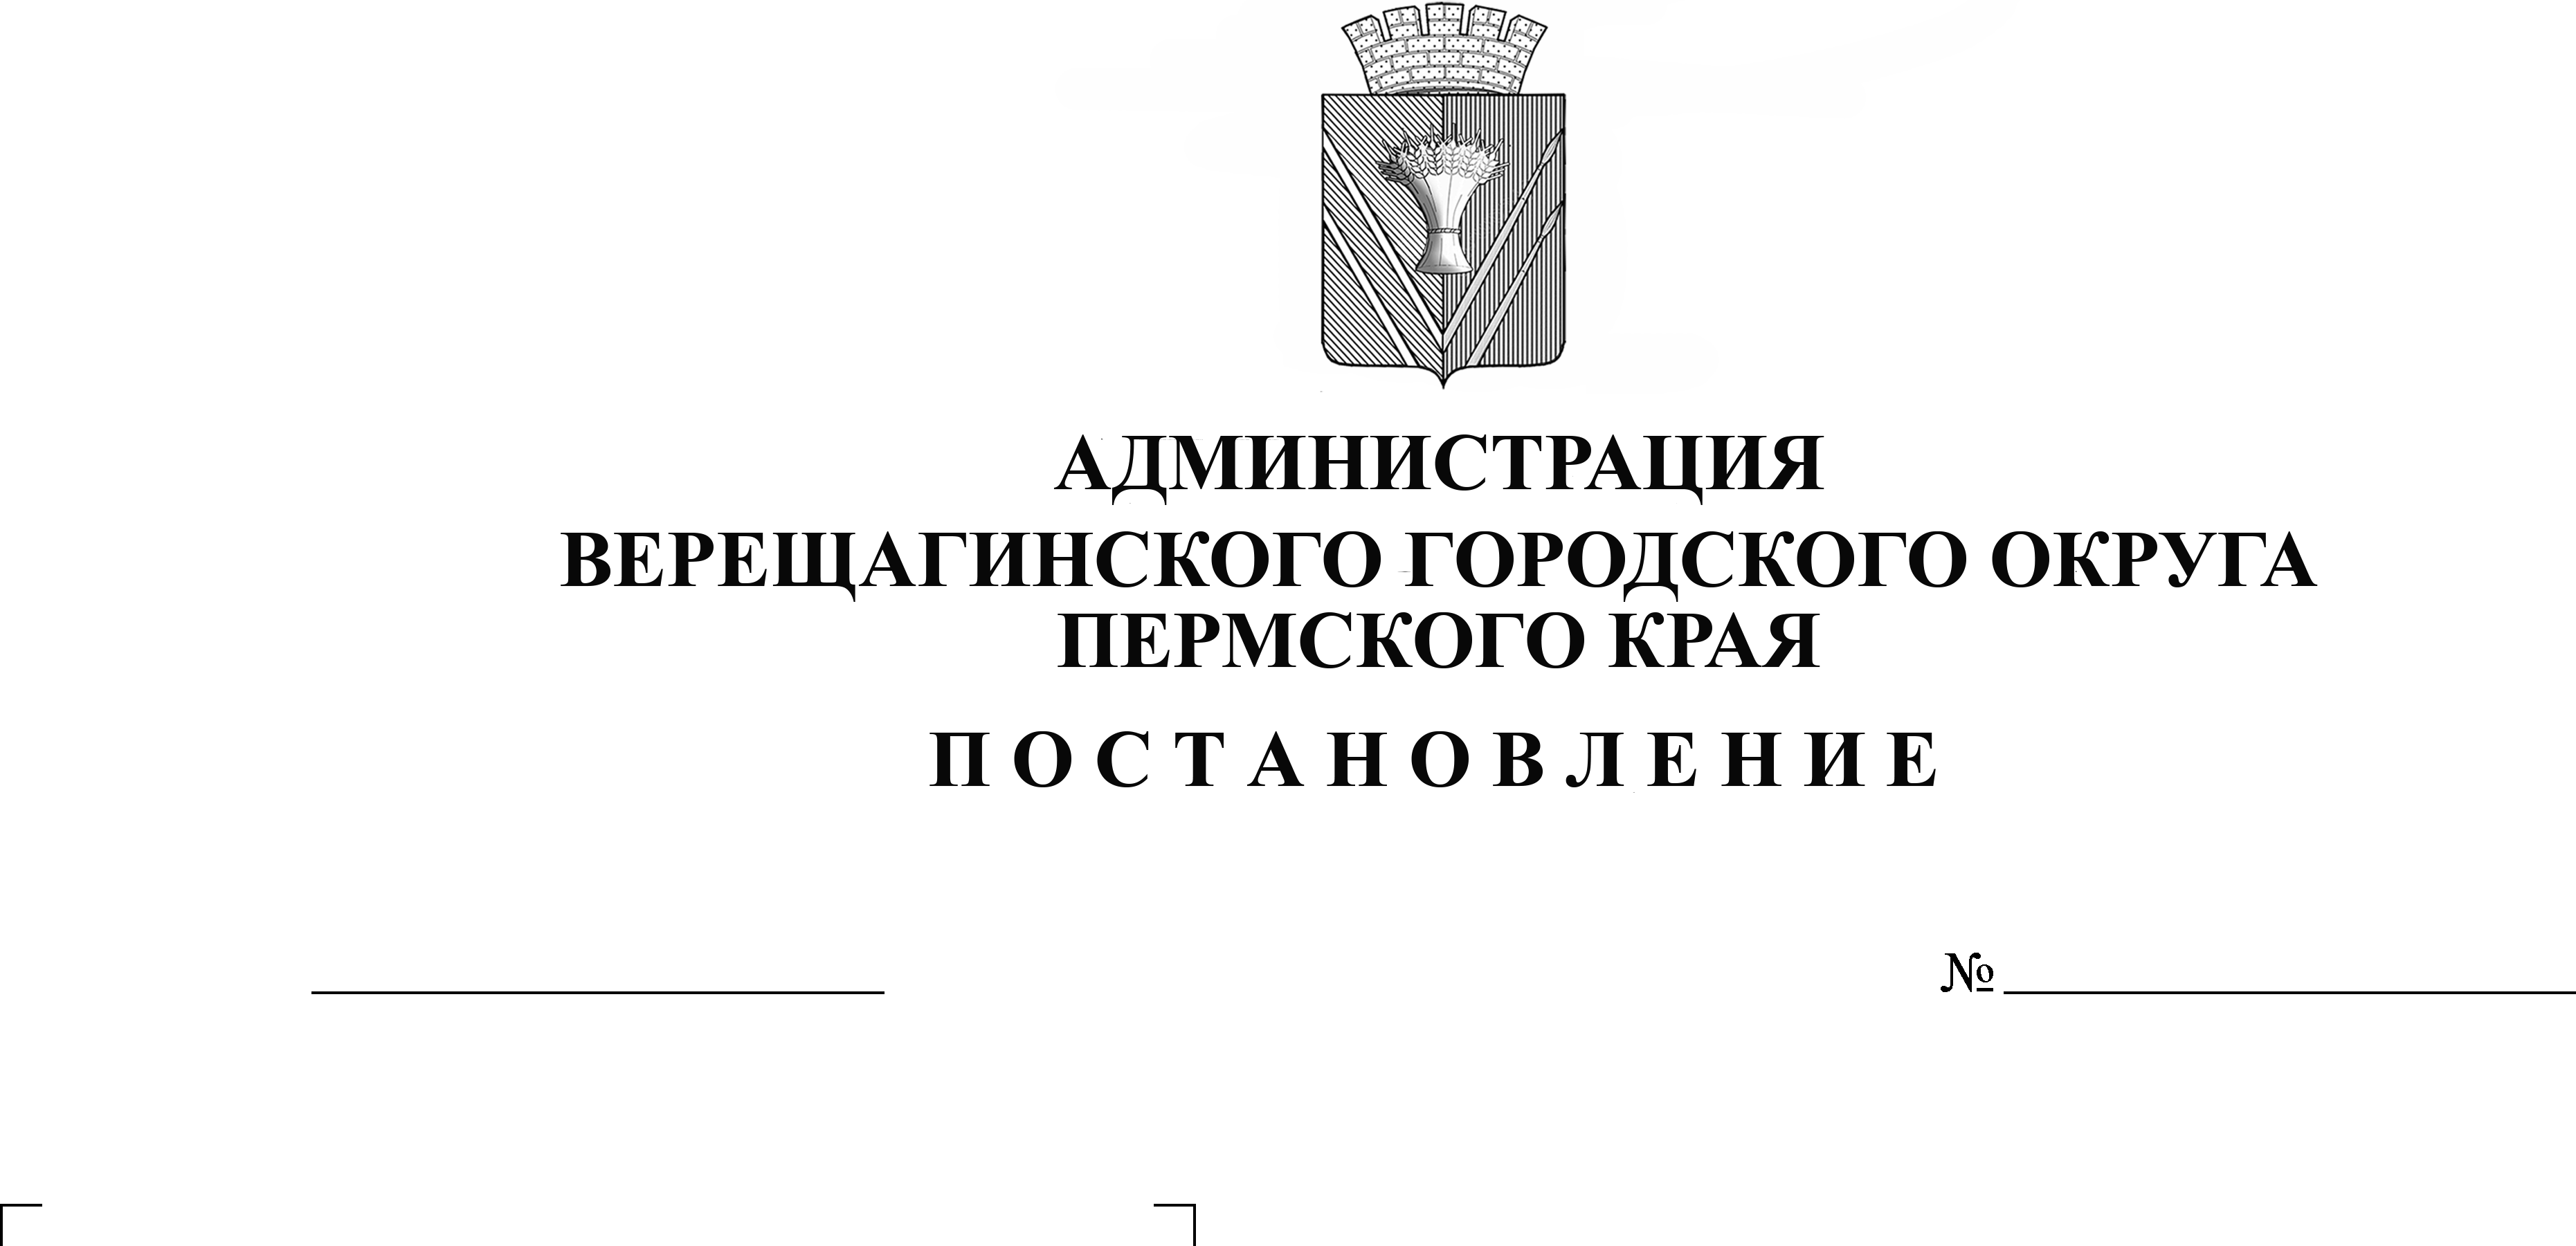 АДМИНИСТРАЦИЯ
ВЕРЕЩАГИНСКОГО ГОРОДСКОГО ОКРУГА
ПЕРМСКОГО КРАЯ
П О С Т А Н О В Л Е Н И Е
№